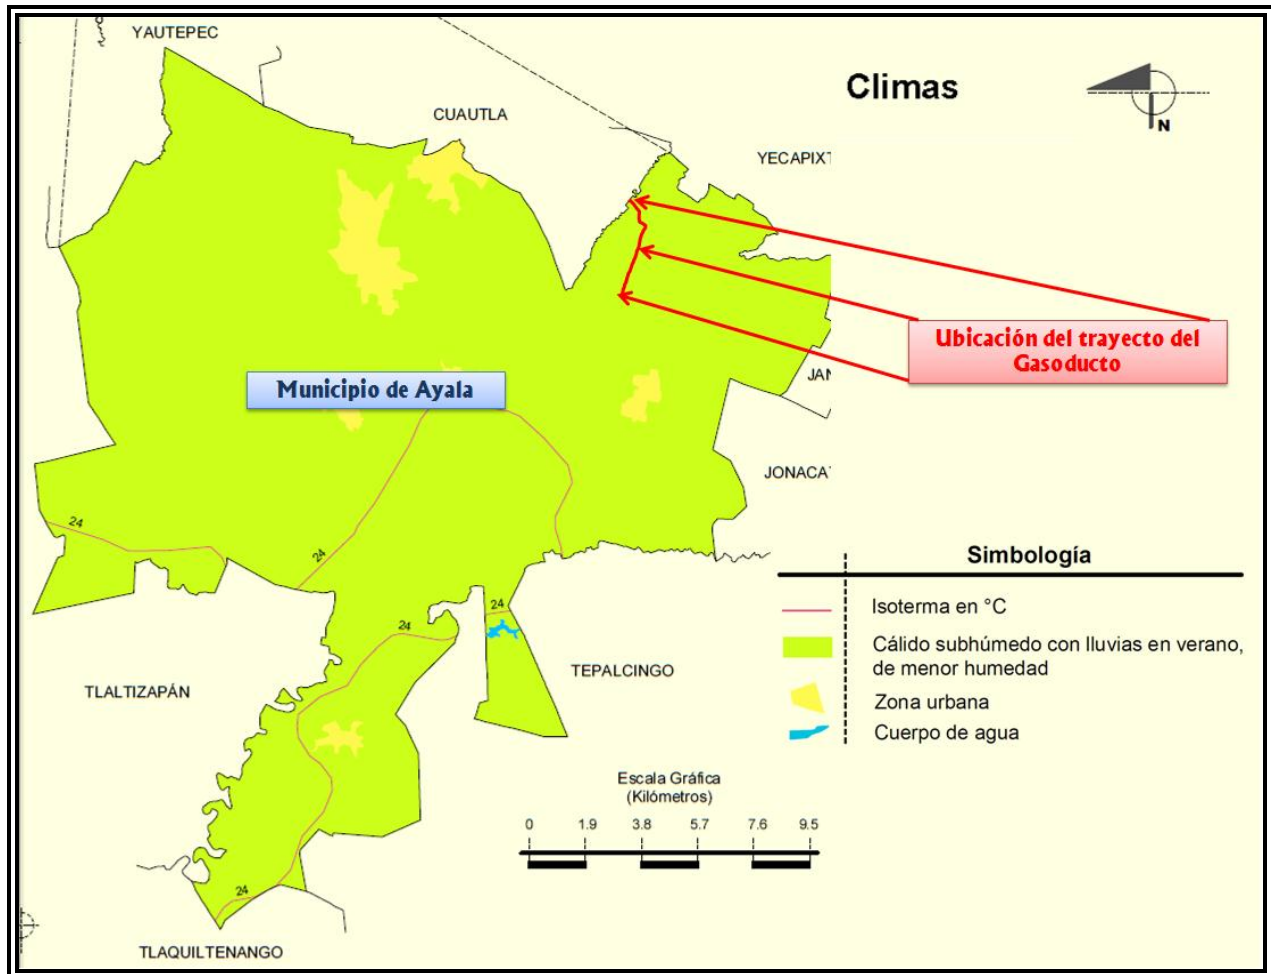 YAUTEPEC
CUAUTLA
Climas
N
YECAPIXT
Ubicación del trayecto del
Gasoducto
JAN
Municipio de Ayala
JONACA
24
24
Simbología
Isoterma en °C
24
24
Cálido subhúmedo con lluvias en verano,
de menor humedad
TEPALCINGO
TLALTIZAPÁN
Zona urbana
Cuerpo de agua
Escala Gráfica
(Kilómetros)
0 1.9 3.8 5.7 7.6 9.5
24
TLAQUILTENANGO